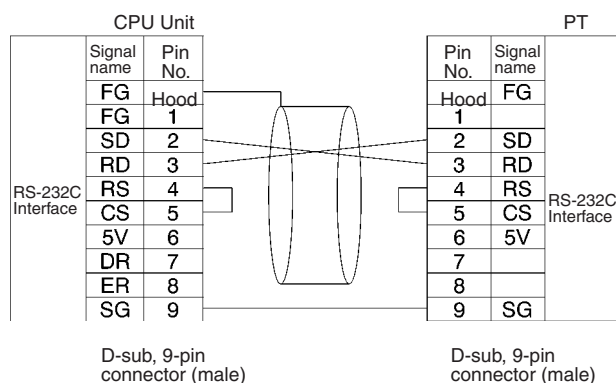 CPU Unit PT
Signal name Pin No. Pin No. Signal name
FG Hood Hood FG
FG 1 1
SD 2 2 SD
RD 3 3 RD
RS 4 4 RS
CS 5 5 CS
5V 6 6 5V
DR 7 7
ER 8 8
SG 9 9 SG
RS-232C Interface RS-232C Interface
D-sub, 9-pin D-sub, 9-pin
connector (male) connector (male)